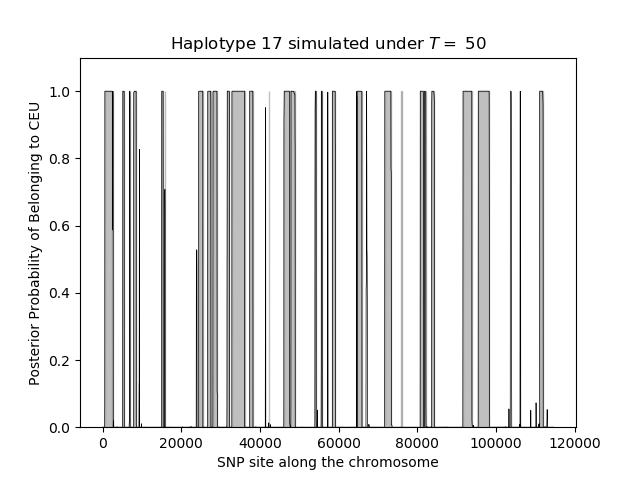 Haplotype 17 simulated under T = 50
Posterior Probability of Belonging to CEU
1.0
0.8
0.6
0.4
0.2
0.0
0 20000 40000 60000 80000 100000 120000
SNP site along the chromosome